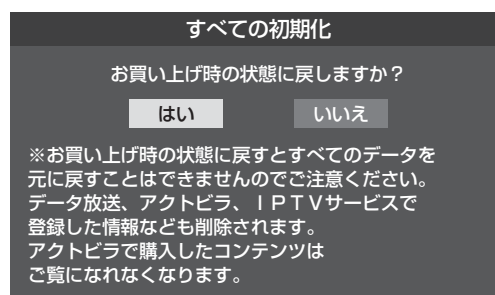 すべての初期化
お買い上げ時の状態に戻しますか？
はい いいえ
※お買い上げ時の状態に戻すとすべてのデータを
元に戻すことはできませんのでご注意ください。
データ放送、アクトビラ、ＩＰＴＶサービスで
登録した情報なども削除されます。
アクトビラで購入したコンテンツは
ご覧になれなくなります。